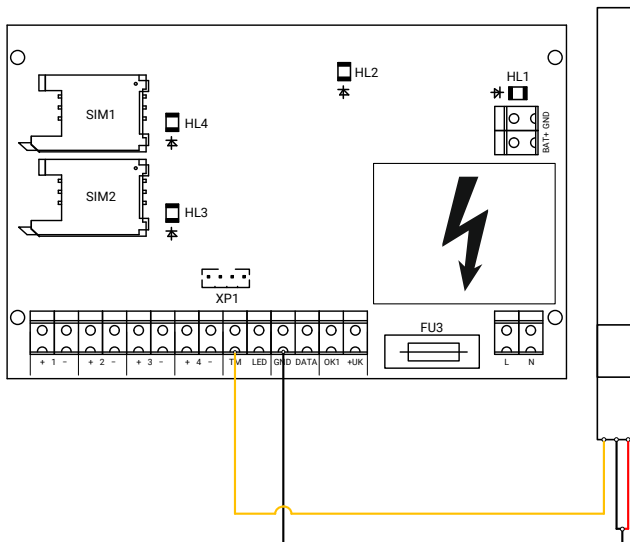 HL2
HL1
SIM1
HL4
BAT+ GND
SIM2
HL3
XP1
FU3
+ 1 - + 2 - + 3 - + 4 - TM LED GND DATA OK1 +UK L N